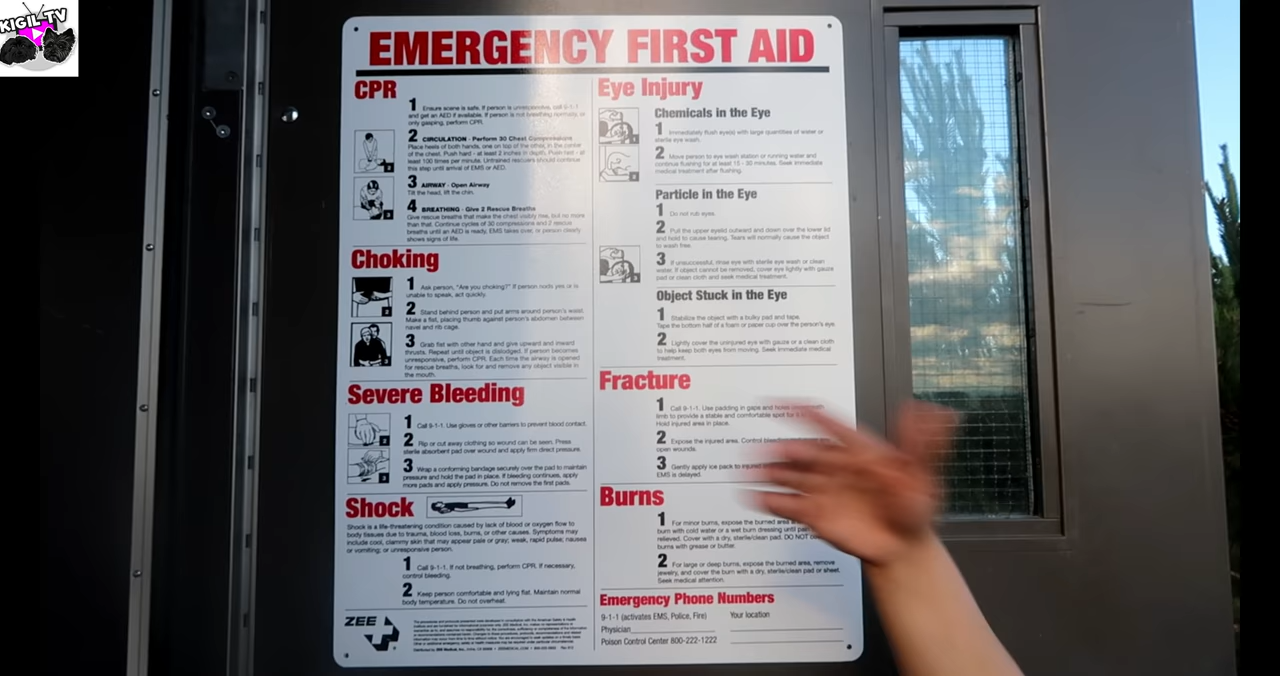 KIGIL TV
EMERGENCY FIRST AID
CPR
1 Ensure scene is safe. If person is unresponsive, call 9-1-1
and get an AED if available. If person is not breathing normally, or
only gasping, perform CPR.
2 CIRCULATION - Perform 30 Chest Compressions
Place heels of both hands, one on top of the other, in the center
of the chest. Push hard - at least 2 inches in depth. Push fast - at
least 100 times per minute. Untrained rescuers should continue
this step until arrival of EMS or AED.
3 AIRWAY - Open Airway
Tilt the head, lift the chin.
4 BREATHING - Give 2 Rescue Breaths
Give rescue breaths that make the chest visibly rise, but no more
than that. Continue cycles of 30 compressions and 2 rescue
breaths until an AED is ready, EMS takes over, or person clearly
shows signs of life.
Choking
1 Ask person, "Are you choking?" If person nods yes or is
unable to speak, act quickly.
2 Stand behind person and put arms around person's waist.
Make a fist, placing thumb against person's abdomen between
navel and rib cage.
3 Grab fist with other hand and give upward and inward
thrusts. Repeat until object is dislodged. If person becomes
unresponsive, perform CPR. Each time the airway is opened
for rescue breaths, look for and remove any object visible in
the mouth.
Severe Bleeding
1 Call 9-1-1. Use gloves or other barriers to prevent blood contact.
2 Rip or cut away clothing so wound can be seen. Press
sterile absorbent pad over wound and apply firm direct pressure.
3 Wrap a conforming bandage securely over the pad to maintain
pressure and hold the pad in place. If bleeding continues, apply
more pads and apply pressure. Do not remove the first pads.
Shock
Shock is a life-threatening condition caused by lack of blood or oxygen flow to
body tissues due to trauma, blood loss, burns, or other causes. Symptoms may
include cool, clammy skin that may appear pale or gray; weak, rapid pulse; nausea
or vomiting; or unresponsive person.
1 Call 9-1-1. If not breathing, perform CPR. If necessary,
control bleeding.
2 Keep person comfortable and lying flat. Maintain normal
body temperature. Do not overheat.
ZEE
Eye Injury
Chemicals in the Eye
1 Immediately flush eye(s) with large quantities of water or
sterile eye wash.
2 Move person to eye wash station or running water and
continue flushing for at least 15 - 30 minutes. Seek immediate
medical treatment after flushing.
Particle in the Eye
1 Do not rub eyes.
2 Pull the upper eyelid outward and down over the lower lid
and hold to cause tearing. Tears will normally cause the object
to wash free.
3 If unsuccessful, rinse eye with sterile eye wash or clean
water. If object cannot be removed, cover eye lightly with gauze
pad or clean cloth and seek medical treatment.
Object Stuck in the Eye
1 Stabilize the object with a bulky pad and tape.
Tape the bottom half of a foam or paper cup over the person's eye.
2 Lightly cover the uninjured eye with gauze or a clean cloth
to help keep both eyes from moving. Seek immediate medical
treatment.
Fracture
1 Call 9-1-1. Use padding in gaps and
limb to provide a stable and comfortable spot
Hold injured area in place.
2 Expose the injured area. Control
open wounds.
3 Gently apply ice pack to injured
EMS is delayed.
Burns
1 For minor burns, expose the burned area
burn with cold water or a wet burn dressing until
relieved. Cover with a dry, sterile/clean pad. DO NOT
burns with grease or butter.
2 For large or deep burns, expose the burned area, remove
jewelry, and cover the burn with a dry, sterile/clean pad or sheet.
Seek medical attention.
Emergency Phone Numbers
9-1-1 (activates EMS, Police, Fire) Your location
Physician
Poison Control Center 800-222-1222